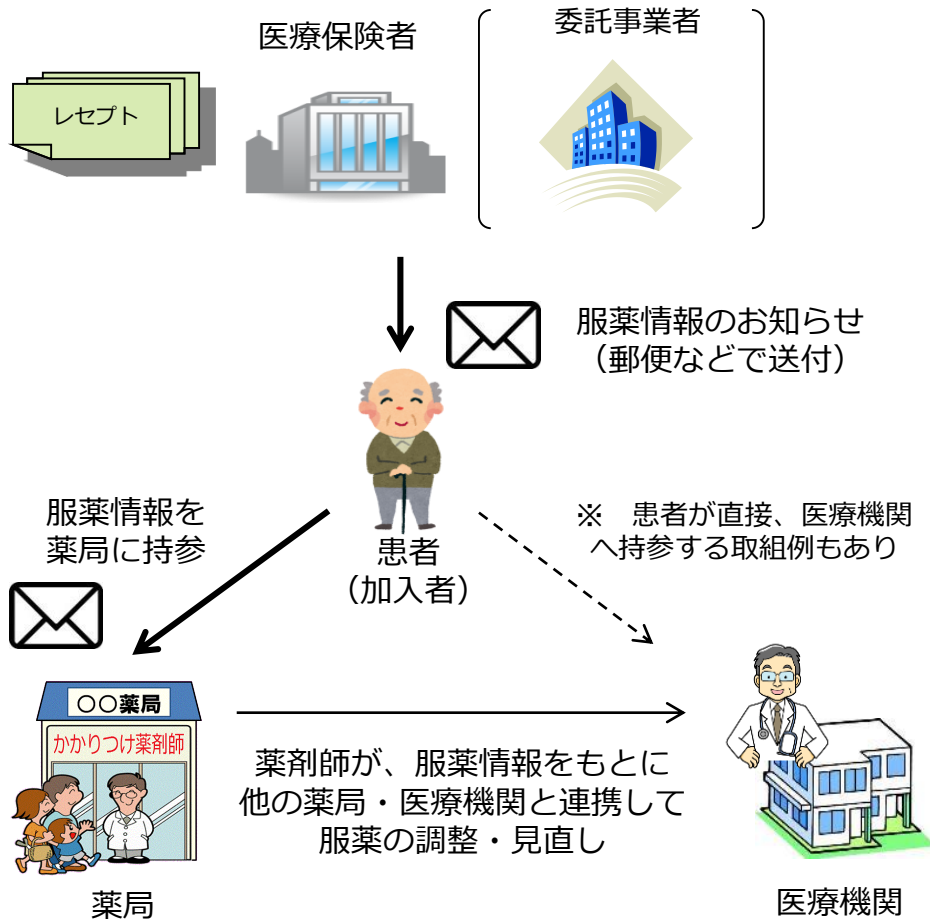 医療保険者
委託事業者
レセプト
服薬情報のお知らせ
（郵便などで送付）
服薬情報を
薬局に持参
※　患者が直接、医療機関
へ持参する取組例もあり
患者
（加入者）
○○薬局
かかりつけ薬剤師
薬剤師が、服薬情報をもとに
他の薬局・医療機関と連携して
服薬の調整・見直し
薬局
医療機関